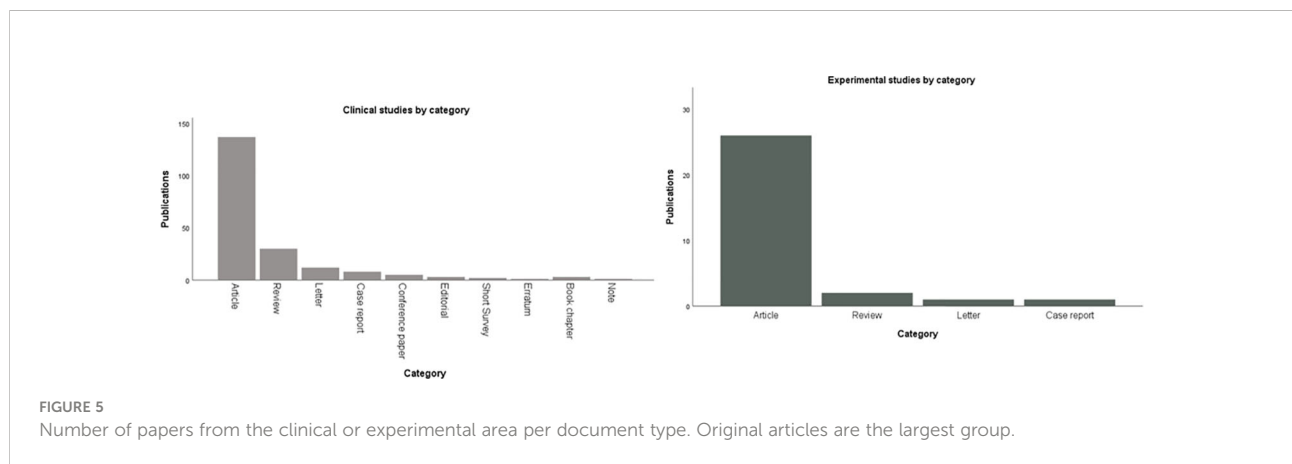 Clinical studies by category
150
100
50
0
Publications
Article
Review
Letter
Case report
Conference paper
Editorial
Short Survey
Erratum
Book chapter
Note
Category
Experimental studies by category
30
20
10
0
Publications
Article
Review
Letter
Case report
Category
FIGURE 5
Number of papers from the clinical or experimental area per document type. Original articles are the largest group.